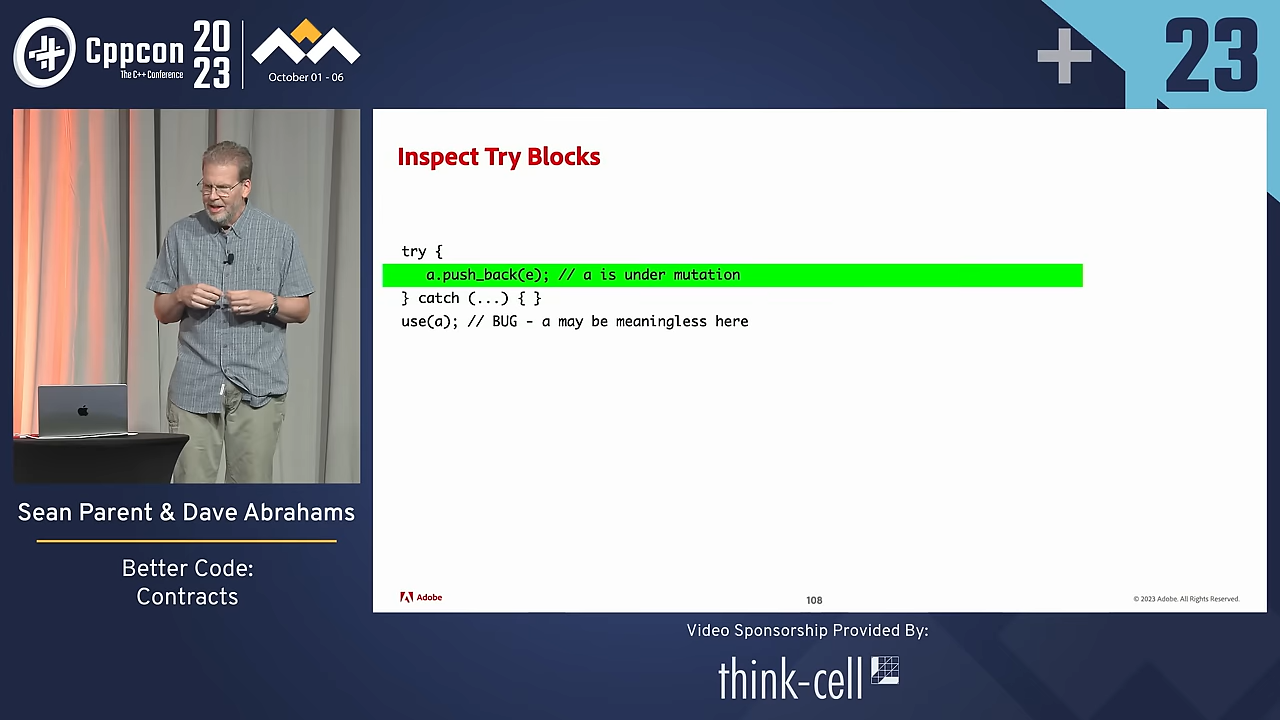 Cppcon
The C++ Conference
20
23
October 01 - 06
23
Inspect Try Blocks
try {
a.push_back(e); // a is under mutation
} catch (...) { }
use(a); // BUG - a may be meaningless here
Adobe
108
© 2023 Adobe. All Rights Reserved.
Sean Parent & Dave Abrahams
Better Code:
Contracts
Video Sponsorship Provided By:
think-cell